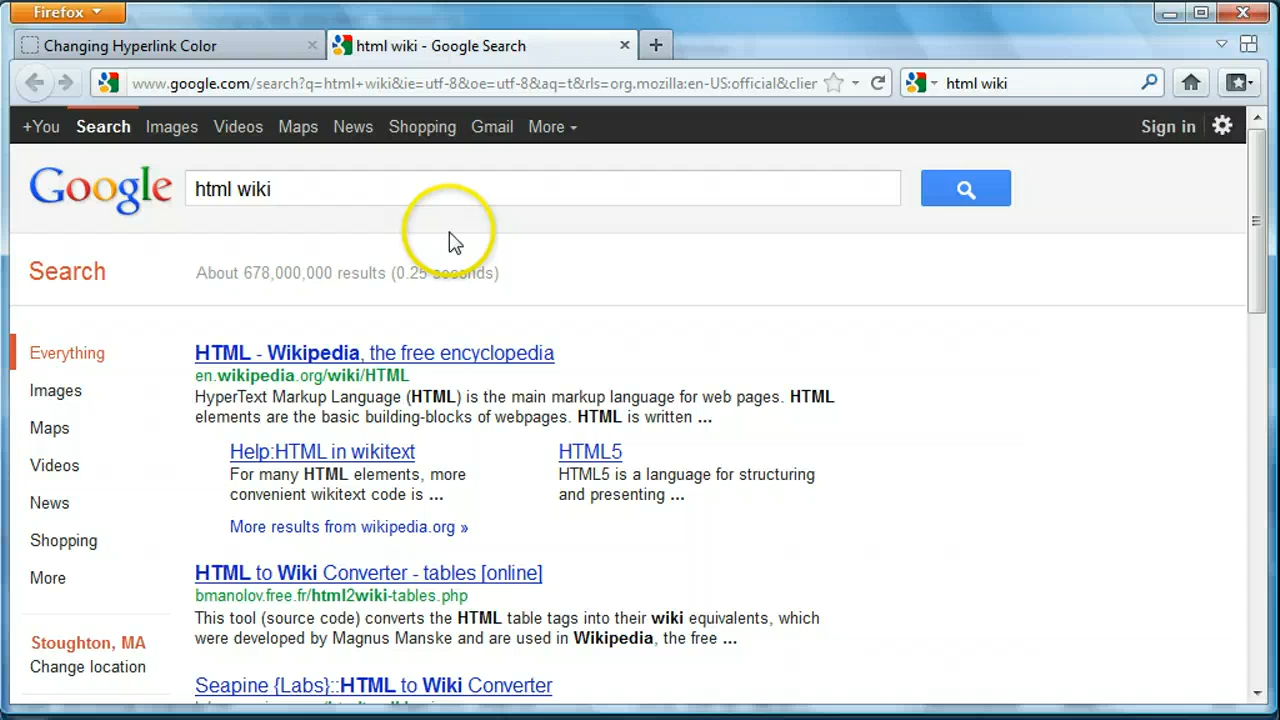 Firefox
Changing Hyperlink Color
html wiki - Google Search
www.google.com/search?q=html+wiki&ie=utf-8&oe=utf-8&aq=t&rls=org.mozilla:en-US:official&clien
html wiki
+You Search Images Videos Maps News Shopping Gmail More
Sign in
Google
html wiki
Search
About 678,000,000 results (0.25 seconds)
Everything
Images
Maps
Videos
News
Shopping
More
Stoughton, MA
Change location
HTML - Wikipedia, the free encyclopedia
en.wikipedia.org/wiki/HTML
HyperText Markup Language (HTML) is the main markup language for web pages. HTML
elements are the basic building-blocks of webpages. HTML is written ...
Help:HTML in wikitext
For many HTML elements, more
convenient wikitext code is ...
HTML5
HTML5 is a language for structuring
and presenting ...
More results from wikipedia.org »
HTML to Wiki Converter - tables [online]
bmanolov.free.fr/html2wiki-tables.php
This tool (source code) converts the HTML table tags into their wiki equivalents, which
were developed by Magnus Manske and are used in Wikipedia, the free ...
Seapine {Labs}::HTML to Wiki Converter